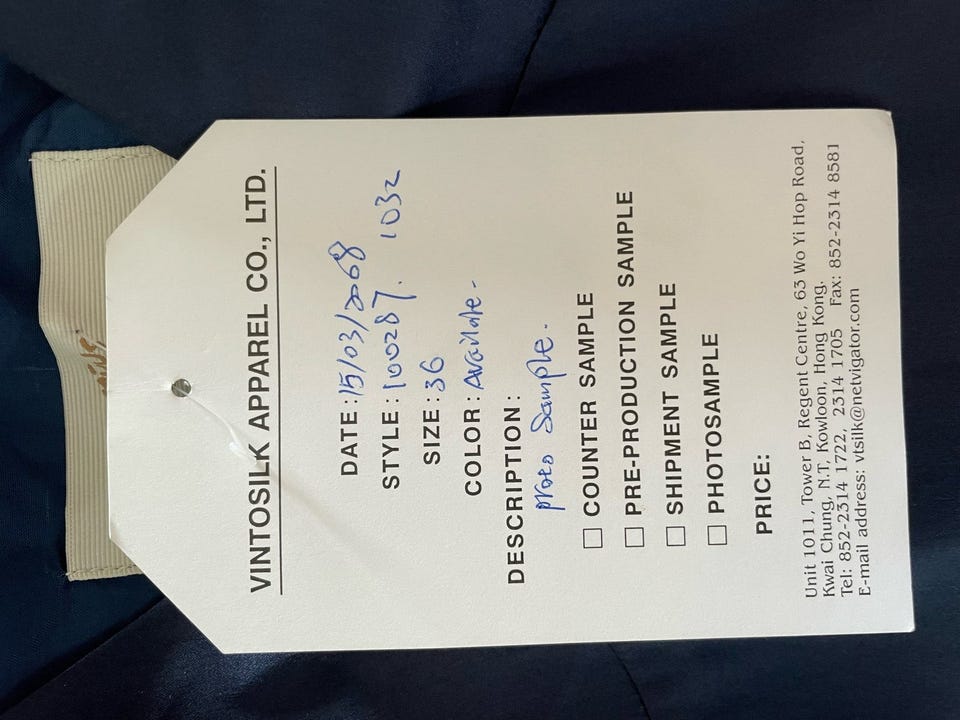 VINTOSILK APPAREL CO., LTD.
DATE: 15/03/2008
STYLE: 100287. 1032
SIZE: 36
COLOR: Available-
DESCRIPTION:
Proto Sample.
☐ COUNTER SAMPLE
☐ PRE-PRODUCTION SAMPLE
☐ SHIPMENT SAMPLE
☐ PHOTOSAMPLE
PRICE:
Unit 1011, Tower B, Regent Centre, 63 Wo Yi Hop Road,
Kwai Chung, N.T, Kowloon, Hong Kong.
Tel: 852-2314 1722, 2314 1705 Fax: 852-2314 8581
E-mail address: vtsilk@netvigator.com